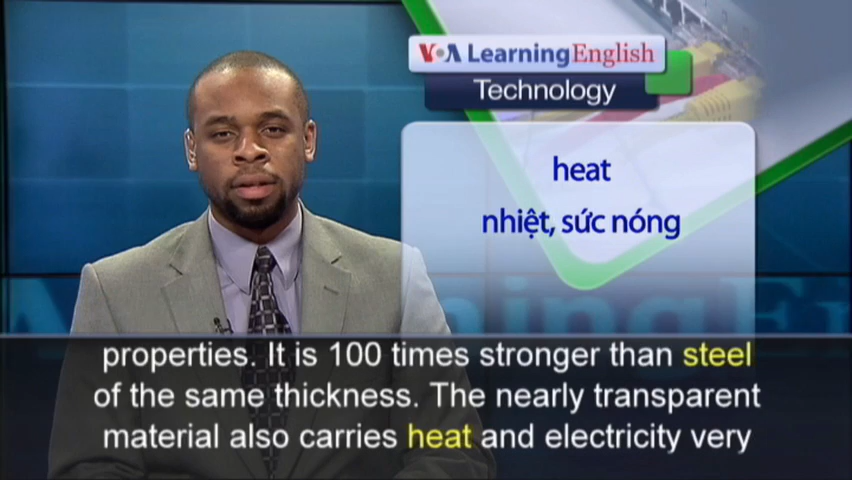 VOA Learning English
Technology
heat
nhiệt, sức nóng
properties. It is 100 times stronger than steel
of the same thickness. The nearly transparent
material also carries heat and electricity very